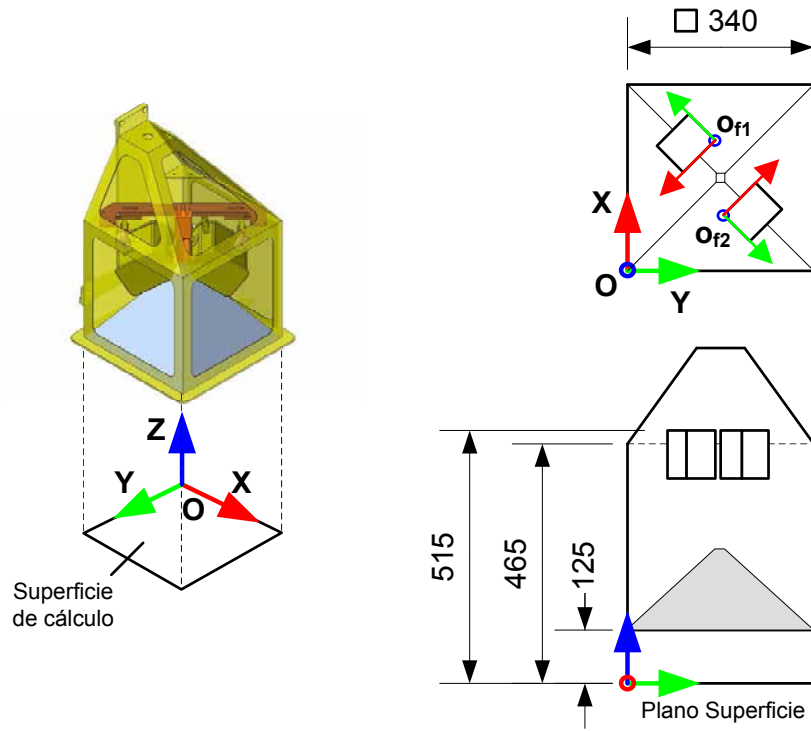 Z
Y
X
O
Superficie
de cálculo
□ 340
Of1
X
Of2
O
Y
515
465
125
Plano Superficie